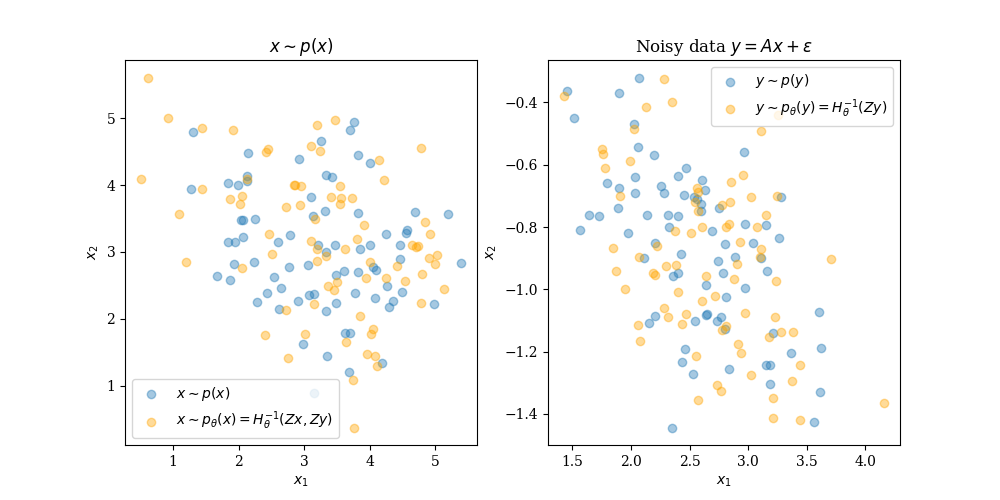 x ∼ p(x)
Noisy data y = Ax + ε
x₂
5
4
3
2
1
x ∼ p(x)
x ∼ p_θ(x) = H_θ^{-1}(Zx, Zy)
1 2 3 4 5
x₁
x₂
−0.4
−0.6
−0.8
−1.0
−1.2
−1.4
y ∼ p(y)
y ∼ p_θ(y) = H_θ^{-1}(Zy)
1.5 2.0 2.5 3.0 3.5 4.0
x₁